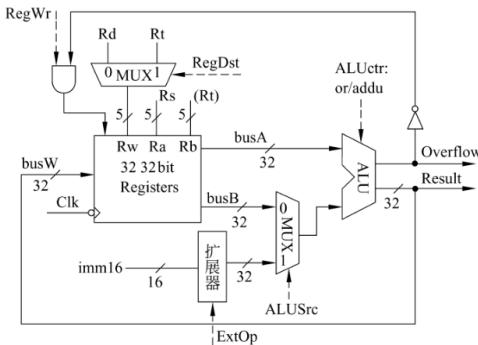 RegWr
Rd
Rt
0 MUX 1
RegDst
ALUctr:
or/addu
5
Rs
5
(Rt)
5
Rw Ra Rb
32 32bit
Registers
busW
32
Clk
busA
32
busB
32
0
MUX
1
ALU
Overflow
Result
32
imm16
16
扩展器
32
ALUSrc
ExtOp